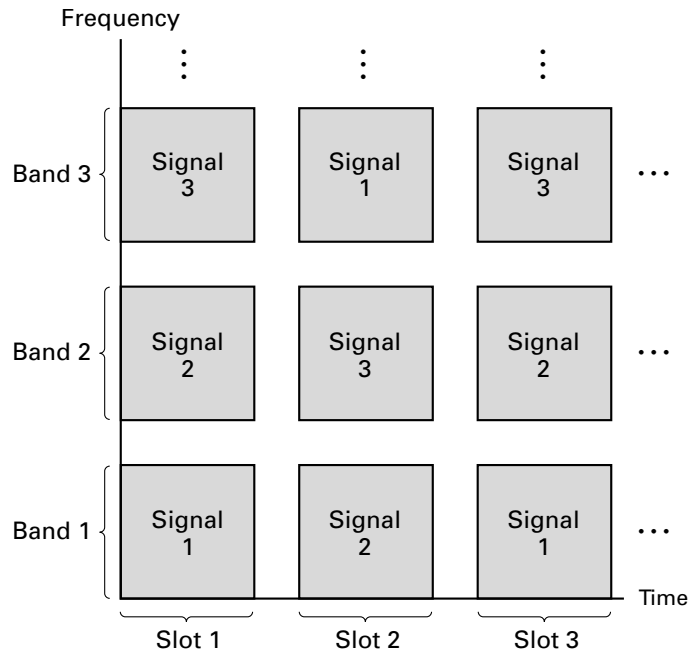 Frequency
⋮ ⋮ ⋮
Band 3 Signal 3 Signal 1 Signal 3 ...
Band 2 Signal 2 Signal 3 Signal 2 ...
Band 1 Signal 1 Signal 2 Signal 1 ...
Time
Slot 1 Slot 2 Slot 3